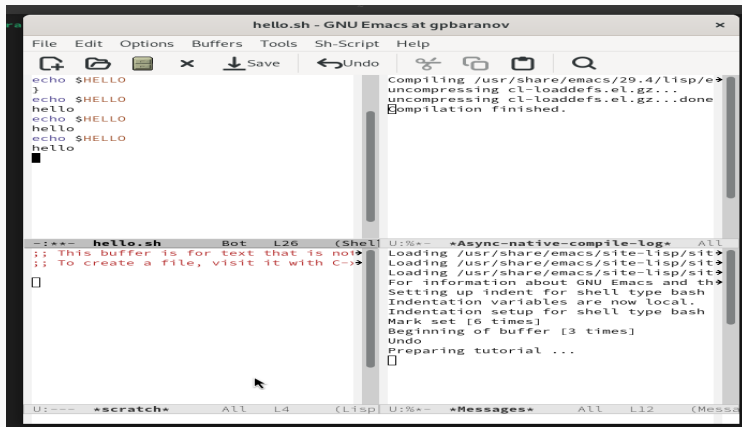 hello.sh - GNU Emacs at gpbaranov
File Edit Options Buffers Tools Sh-Script Help
Save Undo
echo $HELLO
}
echo $HELLO
hello
echo $HELLO
hello
echo $HELLO
hello
-:**- hello.sh Bot L26 (Shel
Compiling /usr/share/emacs/29.4/lisp/e
uncompressing cl-loaddefs.el.gz...
uncompressing cl-loaddefs.el.gz...done
Compilation finished.
U:%*- *Async-native-compile-log* All
;; This buffer is for text that is not
;; To create a file, visit it with C-
U:--- *scratch* All L4 (Lisp
Loading /usr/share/emacs/site-lisp/sit
Loading /usr/share/emacs/site-lisp/sit
Loading /usr/share/emacs/site-lisp/sit
For information about GNU Emacs and th
Setting up indent for shell type bash
Indentation variables are now local.
Indentation setup for shell type bash
Mark set [6 times]
Beginning of buffer [3 times]
Undo
Preparing tutorial ...
U:%*- *Messages* All L12 (Messa